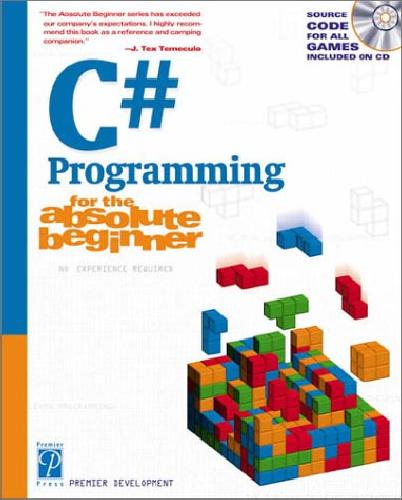 "The Absolute Beginner series has exceeded
our company's expectations. I highly recom-
mend this book as a reference and camping
companion."
—J. Tex Temeculo
SOURCE
CODE
FOR ALL
GAMES
INCLUDED ON CD
C#
Programming
for the
absolute
beginner
NO EXPERIENCE REQUIRED
LEARN PROGRAMMING
Premier
P
Press
PREMIER DEVELOPMENT